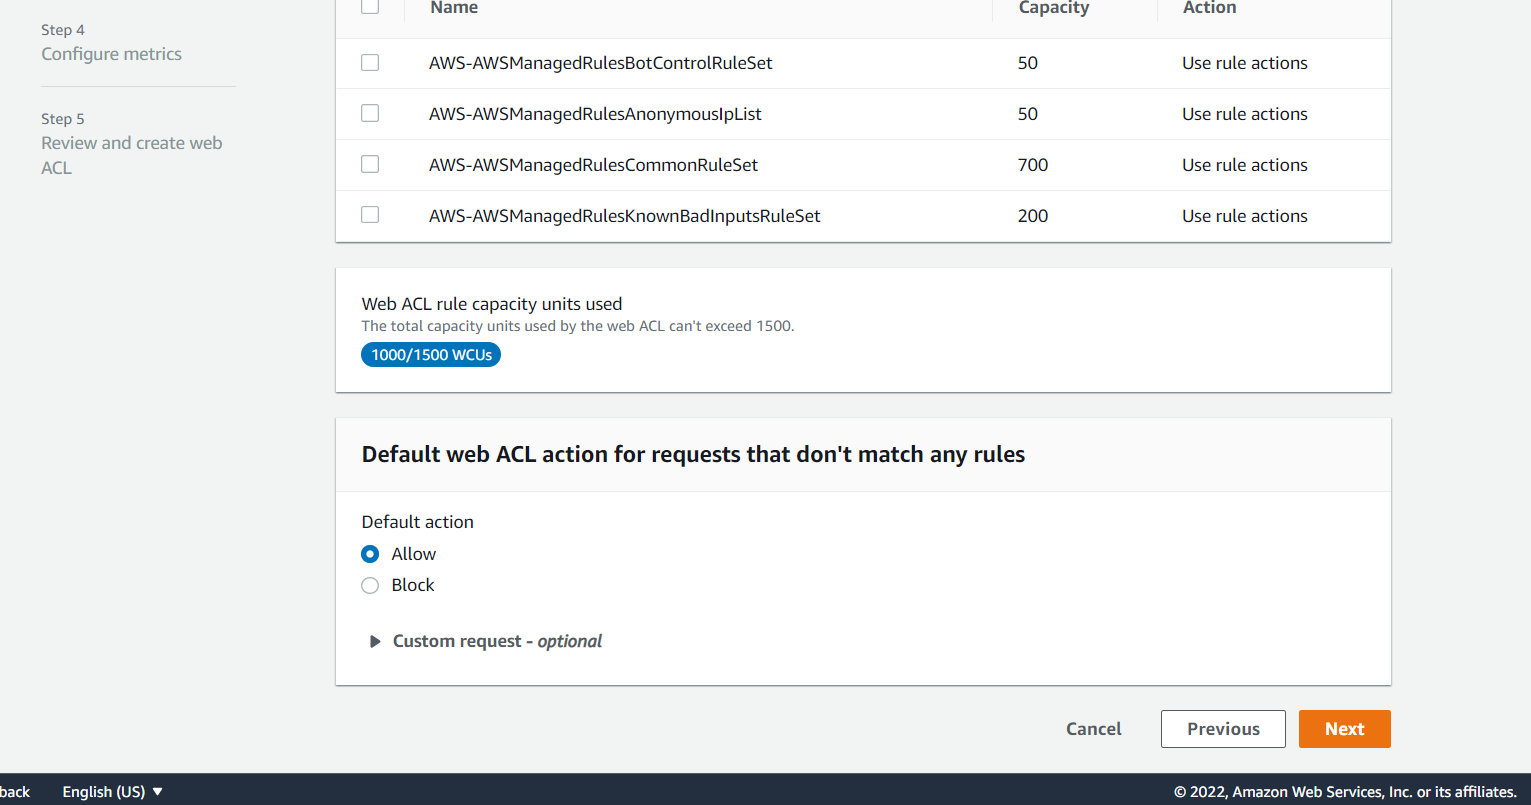 Step 4
Configure metrics
Step 5
Review and create web
ACL
Name Capacity Action
AWS-AWSManagedRulesBotControlRuleSet 50 Use rule actions
AWS-AWSManagedRulesAnonymousIpList 50 Use rule actions
AWS-AWSManagedRulesCommonRuleSet 700 Use rule actions
AWS-AWSManagedRulesKnownBadInputsRuleSet 200 Use rule actions
Web ACL rule capacity units used
The total capacity units used by the web ACL can't exceed 1500.
1000/1500 WCUs
Default web ACL action for requests that don't match any rules
Default action
Allow
Block
Custom request - optional
Cancel Previous Next
back English (US) © 2022, Amazon Web Services, Inc. or its affiliates.